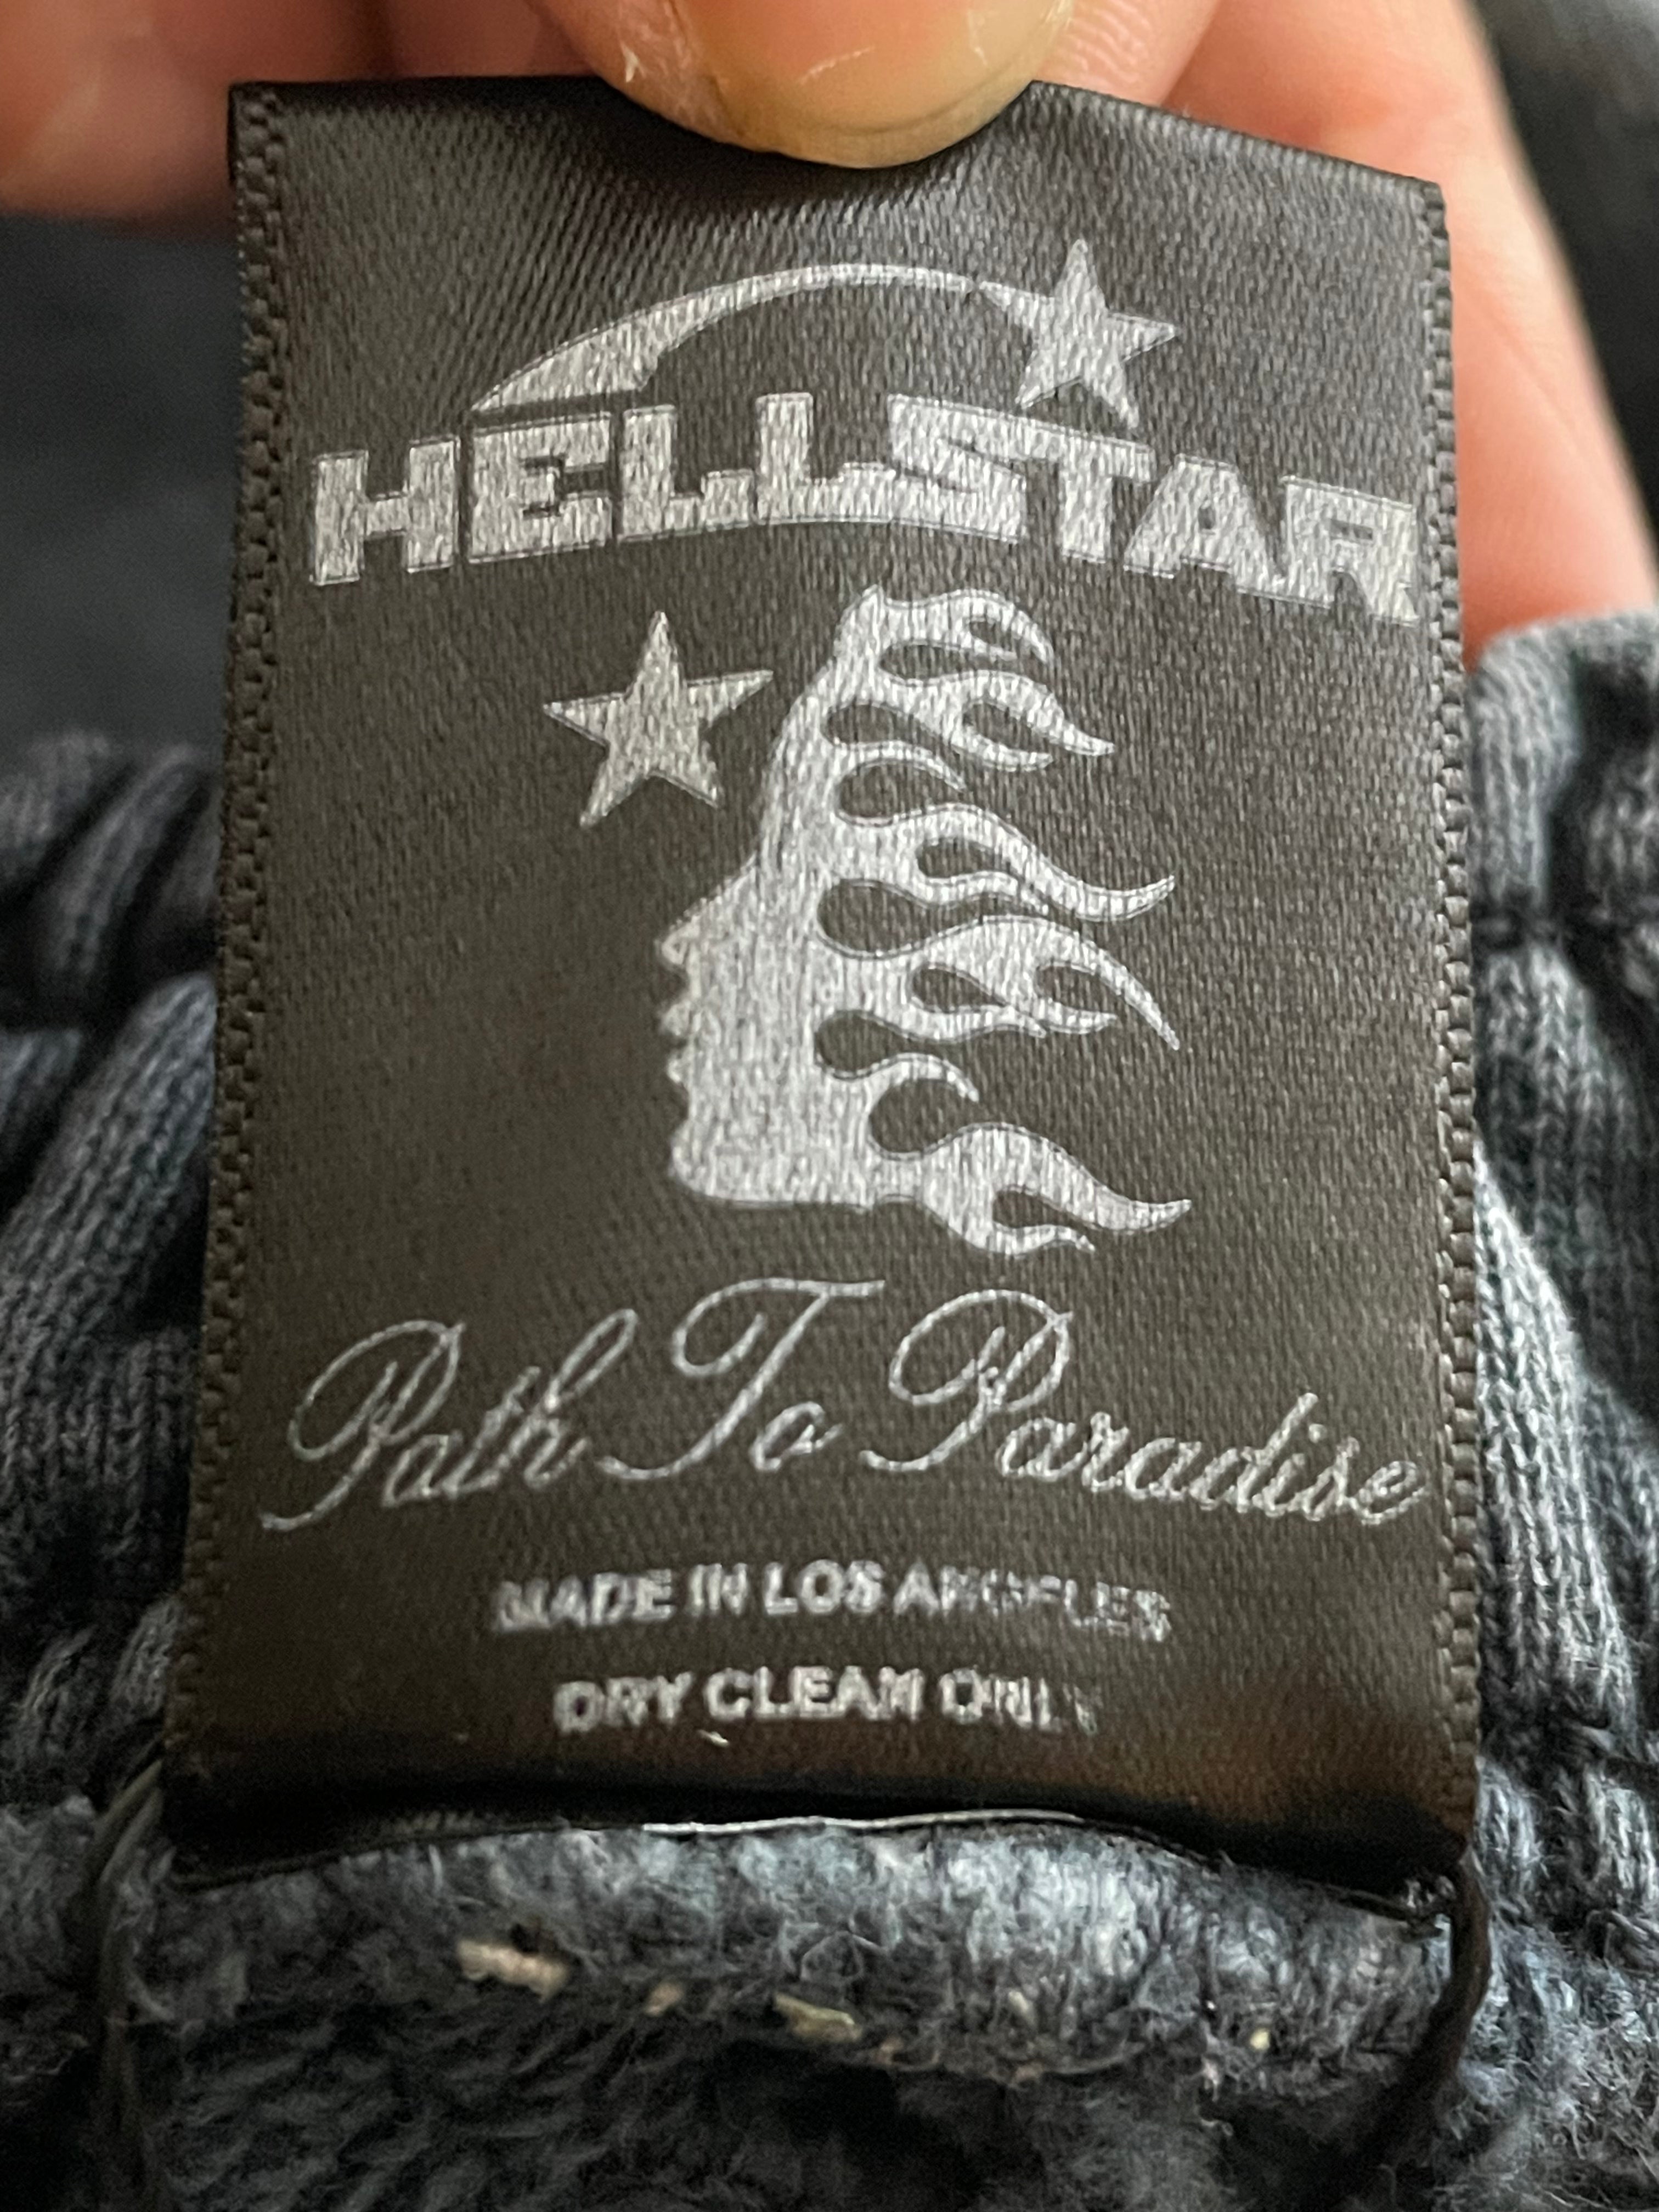 HELLSTAR
Path To Paradise
MADE IN LOS ANGELES
DRY CLEAN ONLY